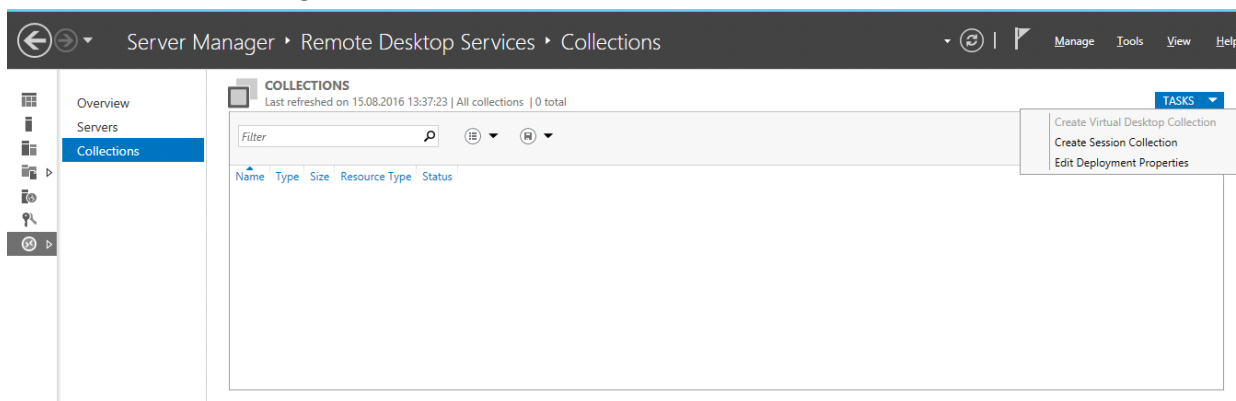 Server Manager ‣ Remote Desktop Services ‣ Collections
Manage Tools View Help
Overview
Servers
Collections
COLLECTIONS
Last refreshed on 15.08.2016 13:37:23 | All collections | 0 total
TASKS
Filter
Create Virtual Desktop Collection
Create Session Collection
Edit Deployment Properties
Name Type Size Resource Type Status